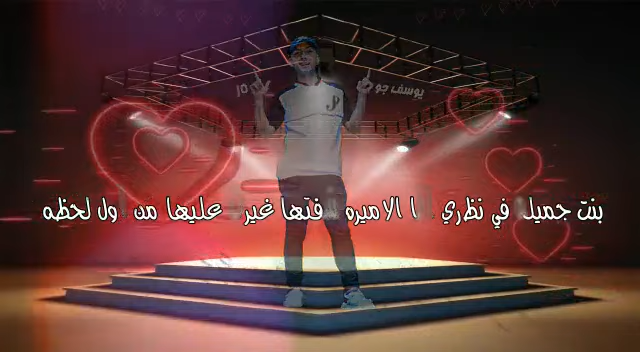 يوسف جو
بنت جميل في نظري ا الاميره فتها غير عليها من ول لحظه